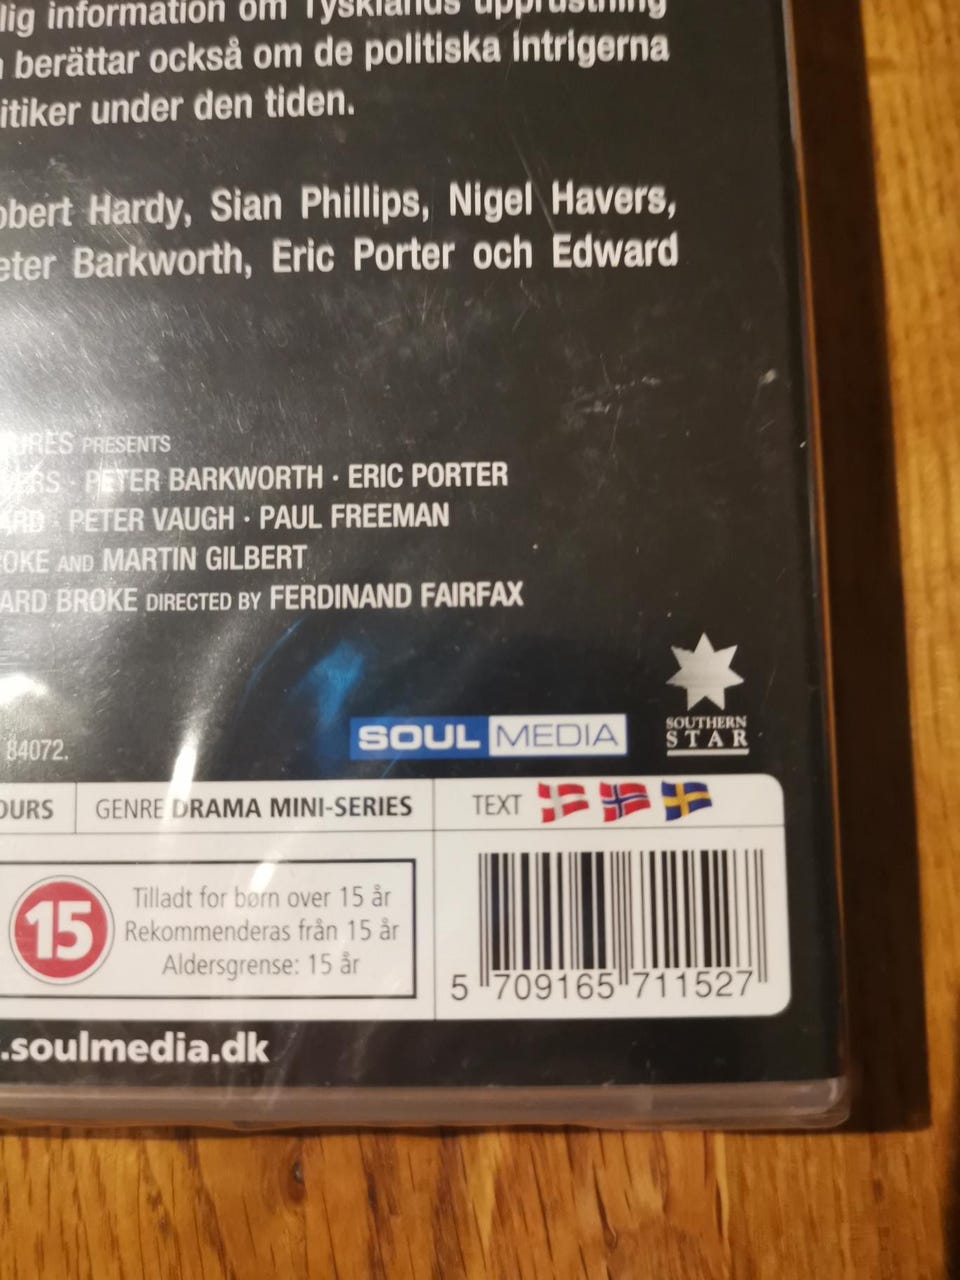 lig information om Tysklands upprustning
berättar också om de politiska intrigerna
itiker under den tiden.
obert Hardy, Sian Phillips, Nigel Havers,
eter Barkworth, Eric Porter och Edward
URES PRESENTS
ERS · PETER BARKWORTH · ERIC PORTER
ARD · PETER VAUGH · PAUL FREEMAN
OKE AND MARTIN GILBERT
ARD BROKE DIRECTED BY FERDINAND FAIRFAX
SOUTHERN
STAR
SOUL MEDIA
84072.
OURS GENRE DRAMA MINI-SERIES TEXT
15
Tilladt for børn over 15 år
Rekommenderas från 15 år
Aldersgrense: 15 år
5 709165 711527
.soulmedia.dk